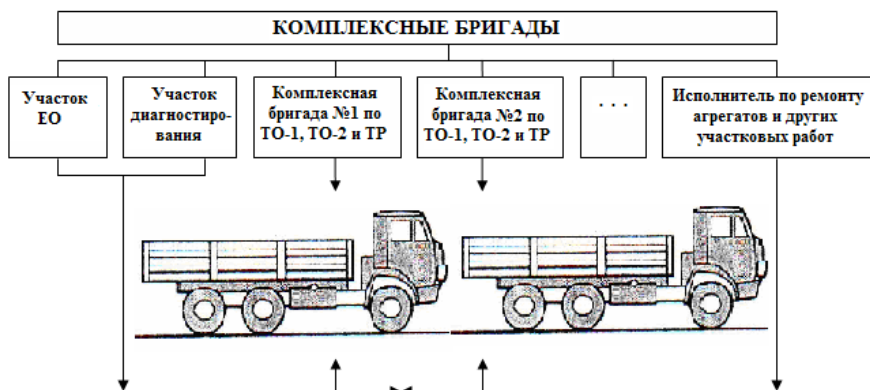 КОМПЛЕКСНЫЕ БРИГАДЫ
Участок
ЕО
Участок
диагностиро-
вания
Комплексная
бригада №1 по
ТО-1, ТО-2 и ТР
Комплексная
бригада №2 по
ТО-1, ТО-2 и ТР
. . .
Исполнитель по ремонту
агрегатов и других
участковых работ